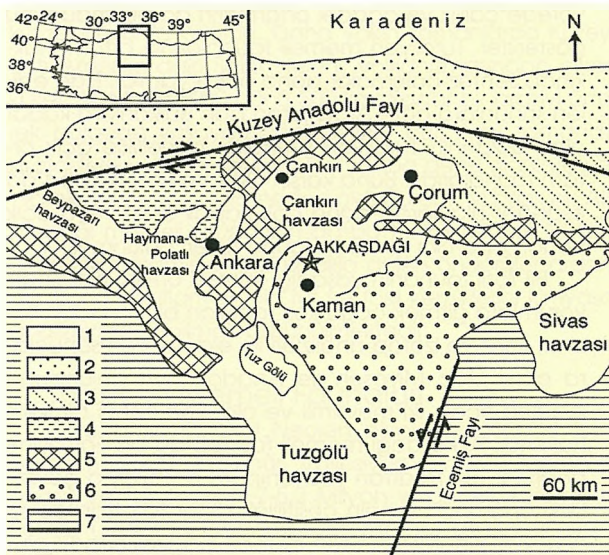 Karadeniz
N
42° 24° 30° 33° 36° 39° 45°
40°
38°
36°
Kuzey Anadolu Fayı
Çankırı
Çorum
Çankırı
havzası
Beypazarı
havzası
Haymana-
Polatlı
havzası
Ankara
AKKAŞDAĞI
Kaman
Sivas
havzası
Tuz Gölü
Tuzgölü
havzası
Ecemiş Fayı
60 km
1
2
3
4
5
6
7